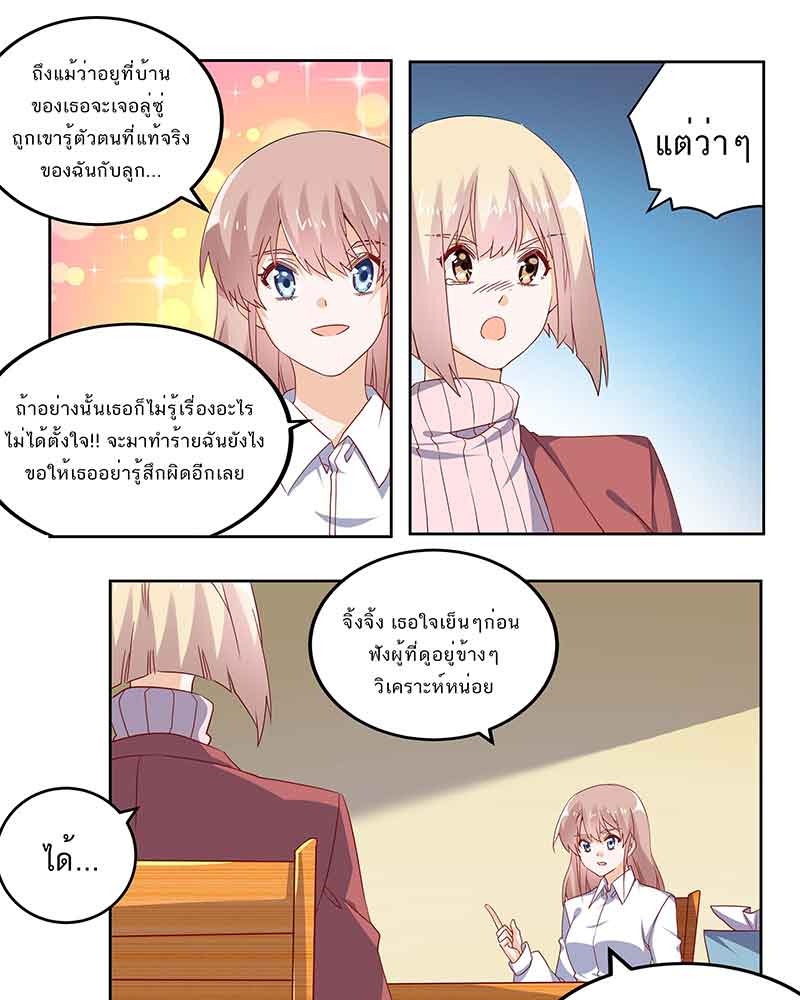 ถึงแม้ว่าอยู่ที่บ้าน
ของเธอจะเจอลู่ซู่
ถูกเขารู้ตัวตนที่แท้จริง
ของฉันกับลูก...
ถ้าอย่างนั้นเธอก็ไม่รู้เรื่องอะไร
ไม่ได้ตั้งใจ!! จะมาทำร้ายฉันยังไง
ขอให้เธออย่ารู้สึกผิดอีกเลย
แต่ว่าๆ
จิ้งจิ้ง เธอใจเย็นๆก่อน
ฟังผู้ที่ดูอยู่ข้างๆ
วิเคราะห์หน่อย
ได้...